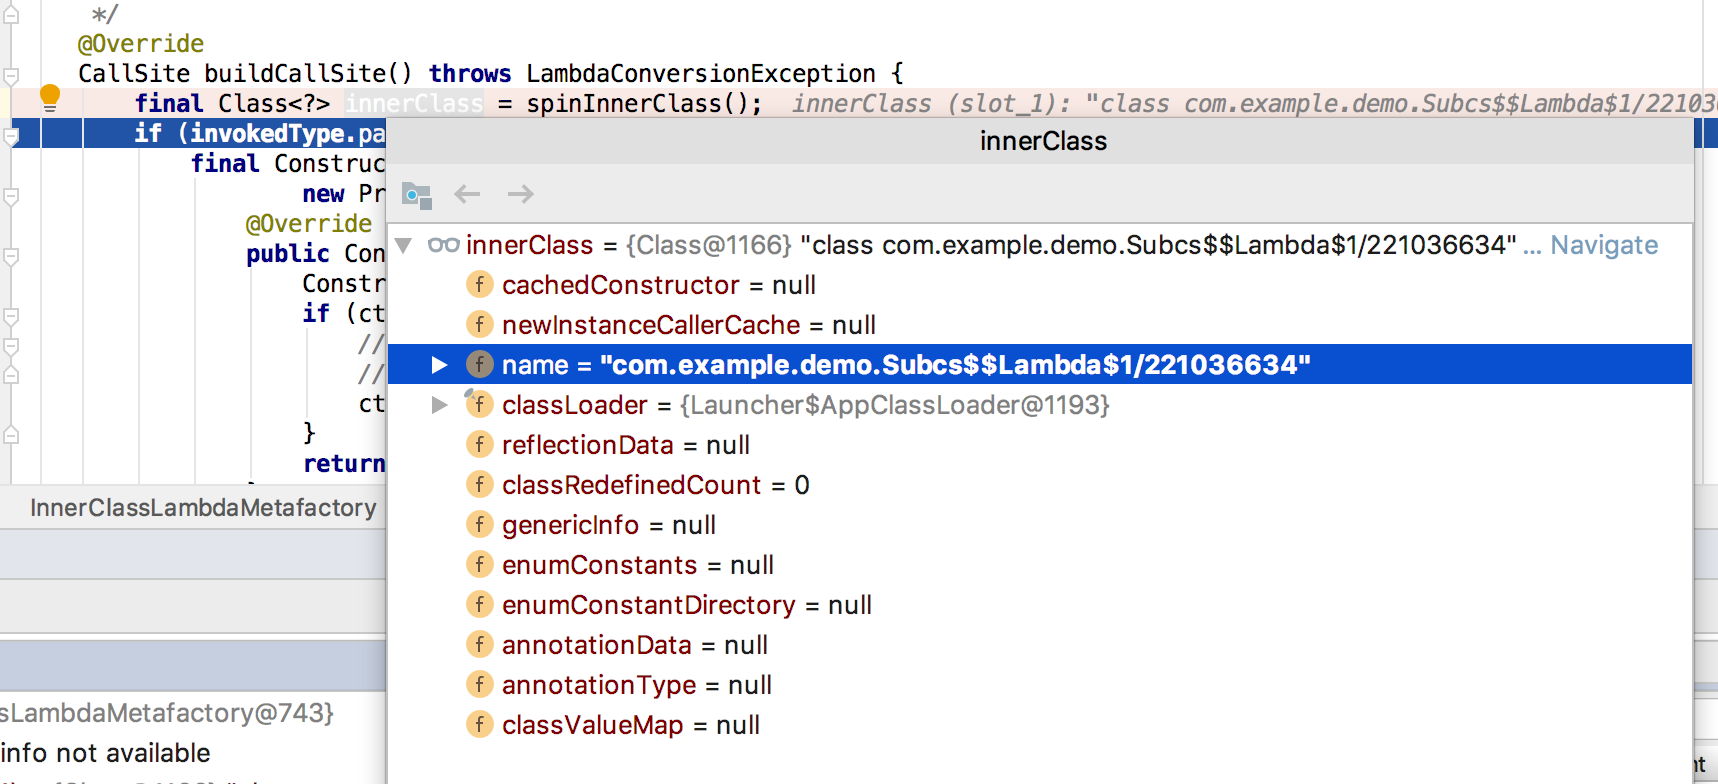 */
@Override
CallSite buildCallSite() throws LambdaConversionException {
final Class<?> innerClass = spinInnerClass(); innerClass (slot_1): "class com.example.demo.Subcs$$Lambda$1/22103
if (invokedType.pa
final Construc
new Pr
@Override
public Con
Constr
if (ct
//
//
ct
}
return
InnerClassLambdaMetafactory
sLambdaMetafactory@743}
info not available
innerClass
innerClass = {Class@1166} "class com.example.demo.Subcs$$Lambda$1/221036634" ... Navigate
f cachedConstructor = null
f newInstanceCallerCache = null
f name = "com.example.demo.Subcs$$Lambda$1/221036634"
f classLoader = {Launcher$AppClassLoader@1193}
f reflectionData = null
f classRedefinedCount = 0
f genericInfo = null
f enumConstants = null
f enumConstantDirectory = null
f annotationData = null
f annotationType = null
f classValueMap = null